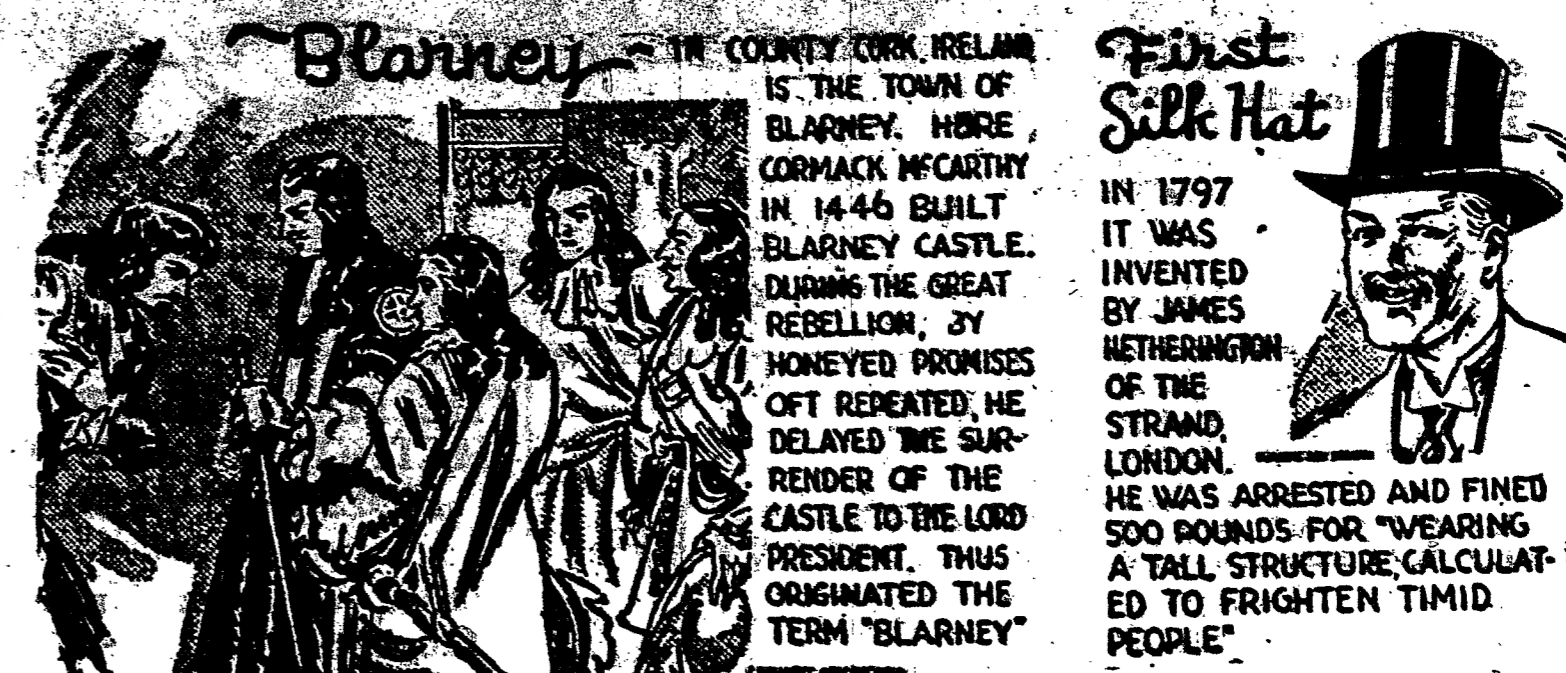 ~Blarney~ IN COUNTY CORK, IRELAND
IS THE TOWN OF
BLARNEY. HERE
CORMACK McCARTHY
IN 1446 BUILT
BLARNEY CASTLE.
DURING THE GREAT
REBELLION, BY
HONEYED PROMISES
OFT REPEATED, HE
DELAYED THE SUR-
RENDER OF THE
CASTLE TO THE LORD
PRESIDENT. THUS
ORIGINATED THE
TERM "BLARNEY"
First
Silk Hat
IN 1797
IT WAS
INVENTED
BY JAMES
HETHERINGTON
OF THE
STRAND,
LONDON.
HE WAS ARRESTED AND FINED
500 POUNDS FOR "WEARING
A TALL STRUCTURE, CALCULAT-
ED TO FRIGHTEN TIMID
PEOPLE"